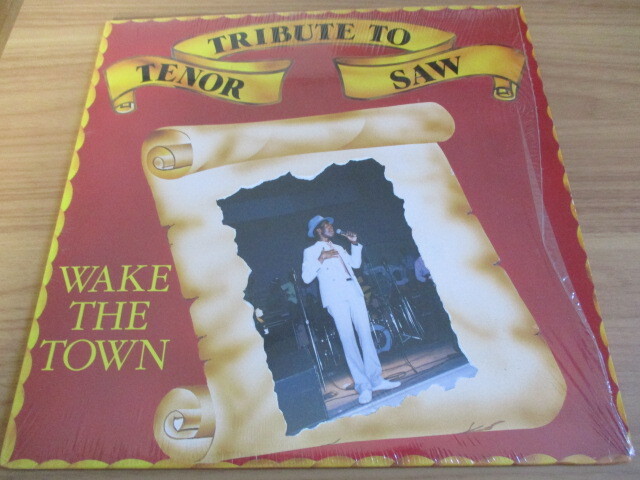 TRIBUTE TO
TENOR SAW
WAKE
THE
TOWN